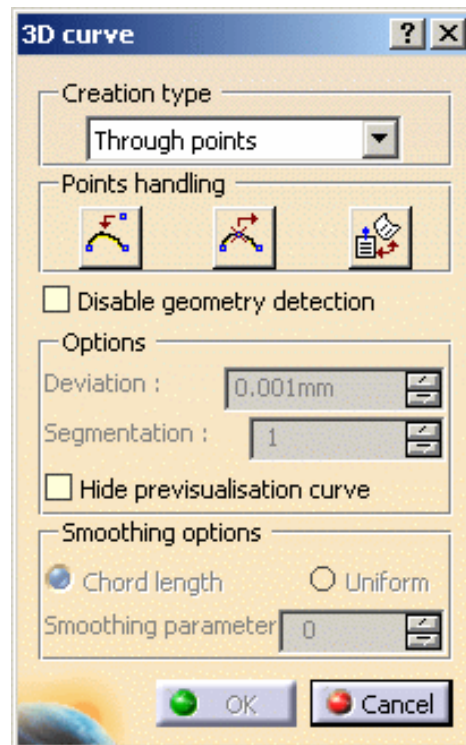 3D curve
Creation type
Through points
Points handling
Disable geometry detection
Options
Deviation : 0.001mm
Segmentation : 1
Hide previsualisation curve
Smoothing options
Chord length Uniform
Smoothing parameter 0
OK Cancel